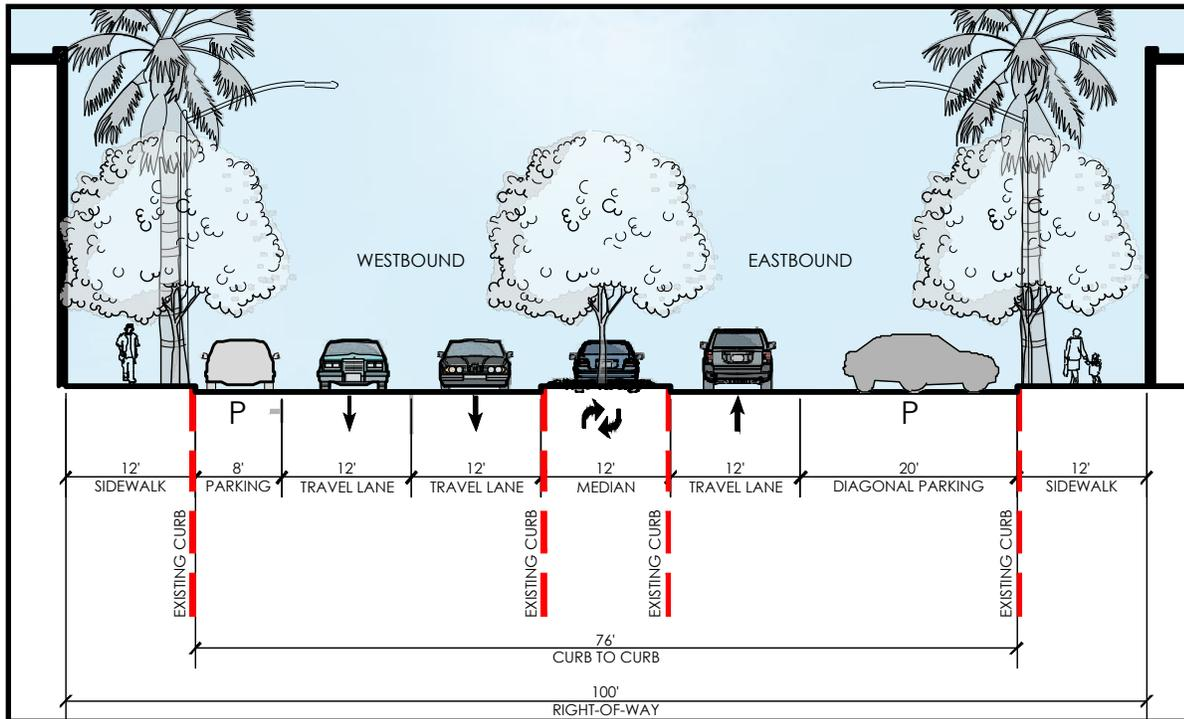 WESTBOUND
EASTBOUND
P
P
12'
8'
12'
12'
12'
12'
20'
12'
SIDEWALK
PARKING
TRAVEL LANE
TRAVEL LANE
MEDIAN
TRAVEL LANE
DIAGONAL PARKING
SIDEWALK
EXISTING CURB
EXISTING CURB
EXISTING CURB
EXISTING CURB
76'
CURB TO CURB
100'
RIGHT-OF-WAY